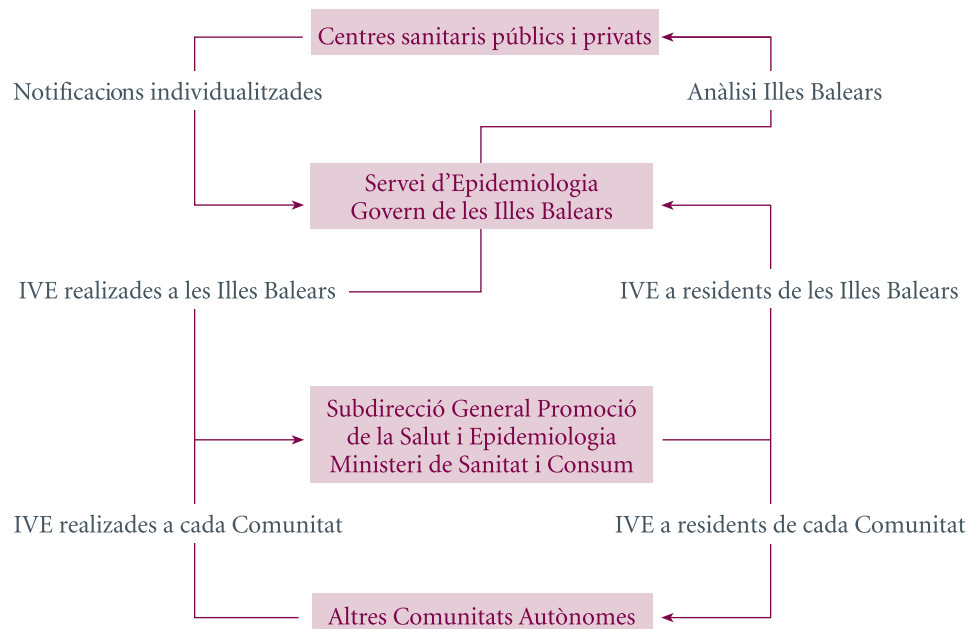 Centres sanitaris públics i privats
Notificacions individualitzades
Anàlisi Illes Balears
Servei d'Epidemiologia
Govern de les Illes Balears
IVE realizades a les Illes Balears
IVE a residents de les Illes Balears
Subdirecció General Promoció
de la Salut i Epidemiologia
Ministeri de Sanitat i Consum
IVE realizades a cada Comunitat
IVE a residents de cada Comunitat
Altres Comunitats Autònomes